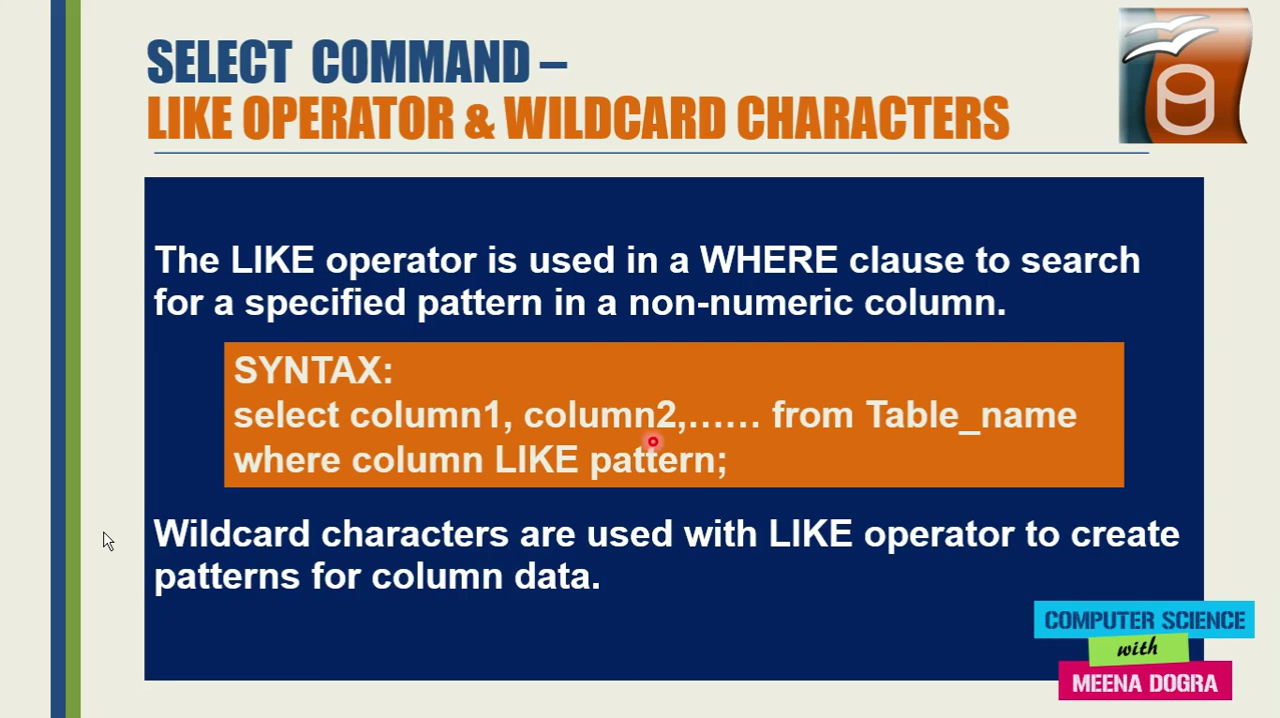 SELECT COMMAND –
LIKE OPERATOR & WILDCARD CHARACTERS
The LIKE operator is used in a WHERE clause to search
for a specified pattern in a non-numeric column.
SYNTAX:
select column1, column2,...... from Table_name
where column LIKE pattern;
Wildcard characters are used with LIKE operator to create
patterns for column data.
COMPUTER SCIENCE
with
MEENA DOGRA